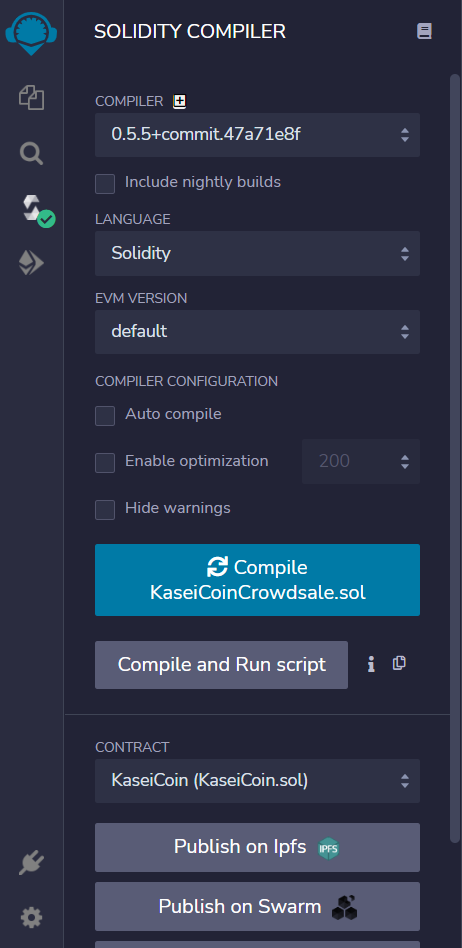 SOLIDITY COMPILER
COMPILER
0.5.5+commit.47a71e8f
Include nightly builds
LANGUAGE
Solidity
EVM VERSION
default
COMPILER CONFIGURATION
Auto compile
Enable optimization 200
Hide warnings
Compile
KaseiCoinCrowdsale.sol
Compile and Run script
CONTRACT
KaseiCoin (KaseiCoin.sol)
Publish on Ipfs IPFS
Publish on Swarm